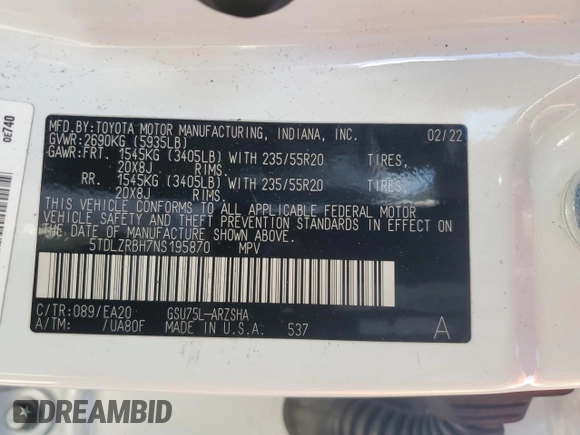 0E740
MFD.BY:TOYOTA MOTOR MANUFACTURING, INDIANA, INC. 02/22
GVWR:2690KG (5935LB)
GAWR:FRT. 1545KG (3405LB) WITH 235/55R20 TIRES,
20X8J RIMS.
RR. 1545KG (3405LB) WITH 235/55R20 TIRES,
20X8J RIMS.
THIS VEHICLE CONFORMS TO ALL APPLICABLE FEDERAL MOTOR
VEHICLE SAFETY AND THEFT PREVENTION STANDARDS IN EFFECT ON
THE DATE OF MANUFACTURE SHOWN ABOVE.
5TDLZRBH7NS195870 MPV
C/TR:089/EA20 GSU75L-ARZSHA
A/TM: /UA80F MADE IN U.S.A. 537 A
DREAMBID